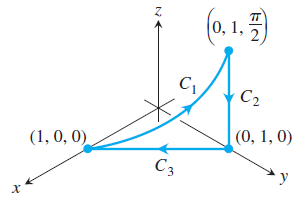 z
(0, 1, π/2)
C₁
C₂
(1, 0, 0)
(0, 1, 0)
C₃
x
y